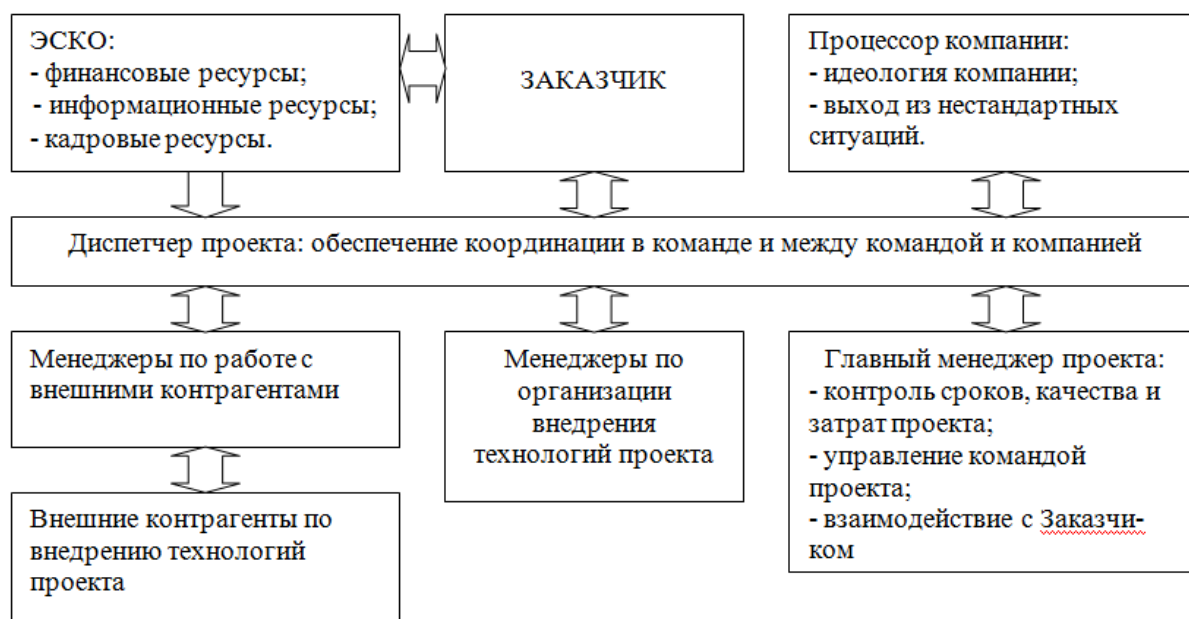 ЭСКО:
- финансовые ресурсы;
- информационные ресурсы;
- кадровые ресурсы.
ЗАКАЗЧИК
Процессор компании:
- идеология компании;
- выход из нестандартных
ситуаций.
Диспетчер проекта: обеспечение координации в команде и между командой и компанией
Менеджеры по работе с
внешними контрагентами
Менеджеры по
организации
внедрения
технологий проекта
Главный менеджер проекта:
- контроль сроков, качества и
затрат проекта;
- управление командой
проекта;
- взаимодействие с Заказчи-
ком
Внешние контрагенты по
внедрению технологий
проекта